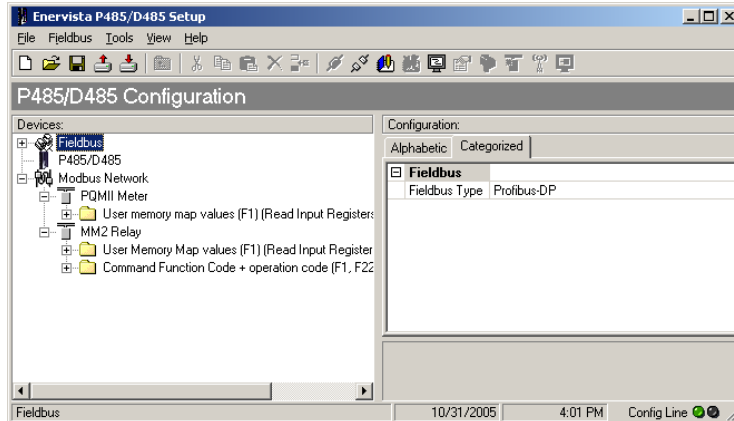 Enervista P485/D485 Setup
File Fieldbus Tools View Help
P485/D485 Configuration
Devices:
Fieldbus
P485/D485
Modbus Network
PQMII Meter
User memory map values (F1) (Read Input Registers
MM2 Relay
User Memory Map values (F1) (Read Input Register
Command Function Code + operation code (F1, F22
Configuration:
Alphabetic Categorized
Fieldbus
Fieldbus Type Profibus-DP
Fieldbus 10/31/2005 4:01 PM Config Line